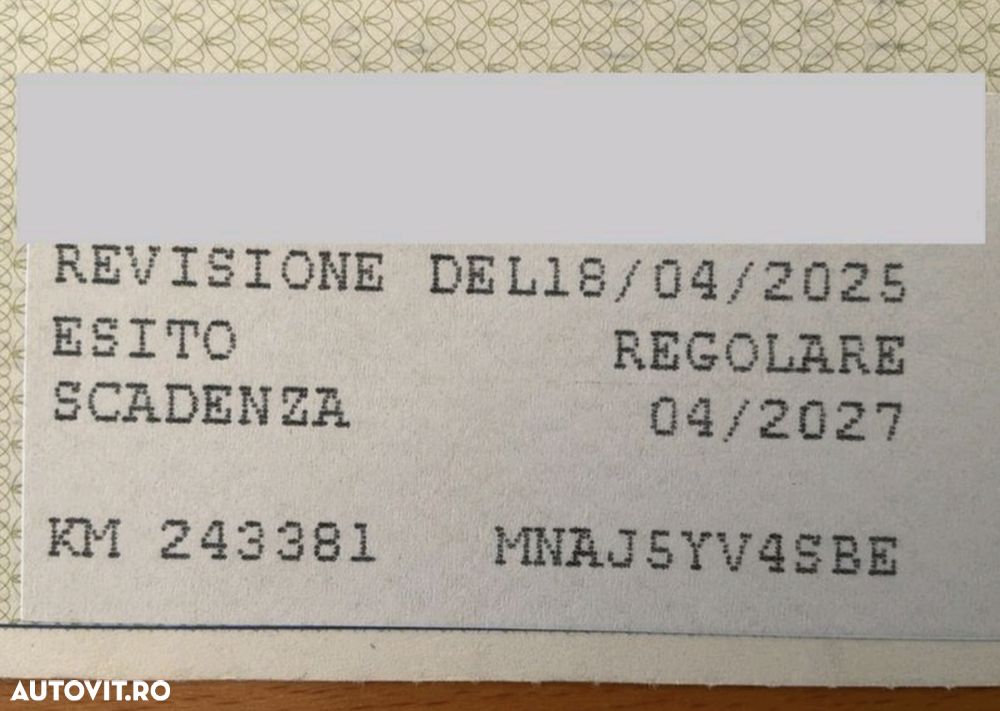 REVISIONE DEL18/04/2025
ESITO REGOLARE
SCADENZA 04/2027
KM 243381 MNAJ5YV4SBE
AUTOVIT.RO